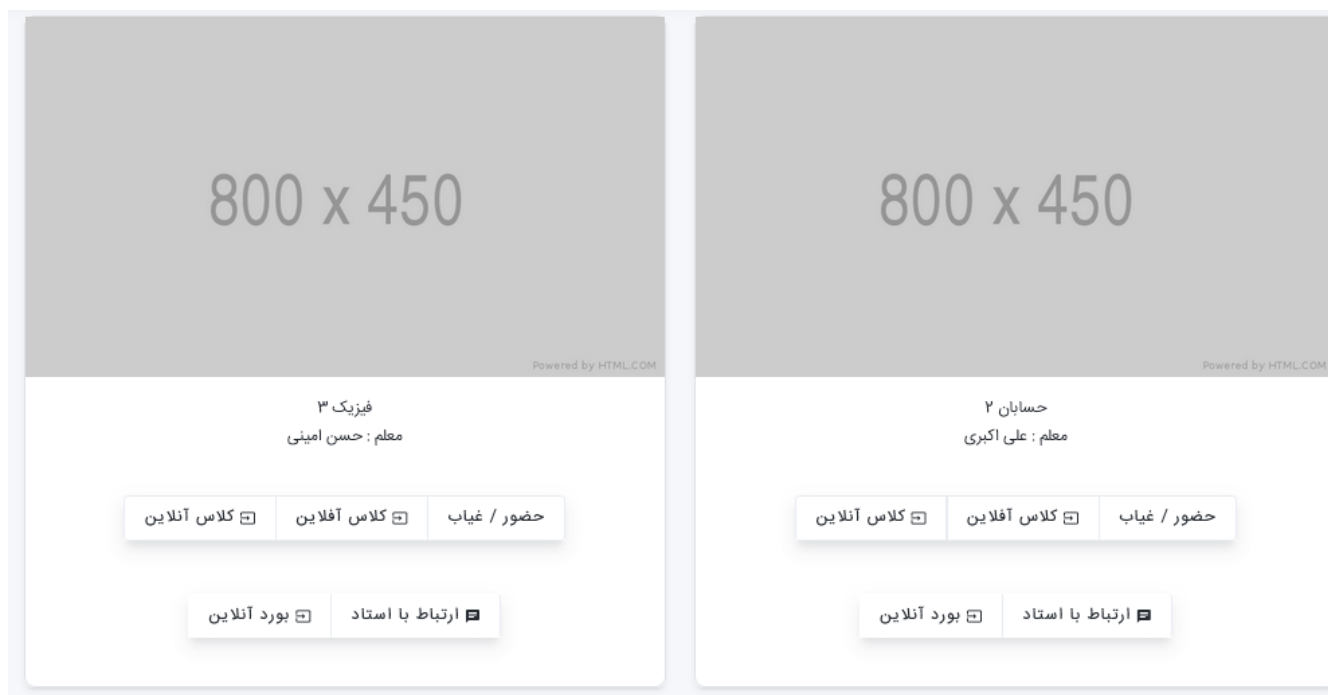 800 x 450
Powered by HTML.COM
حسابان ۲
معلم : علی اکبری
حضور / غیاب
کلاس آفلاین
کلاس آنلاین
ارتباط با استاد
بورد آنلاین
800 x 450
Powered by HTML.COM
فیزیک ۳
معلم : حسن امینی
حضور / غیاب
کلاس آفلاین
کلاس آنلاین
ارتباط با استاد
بورد آنلاین